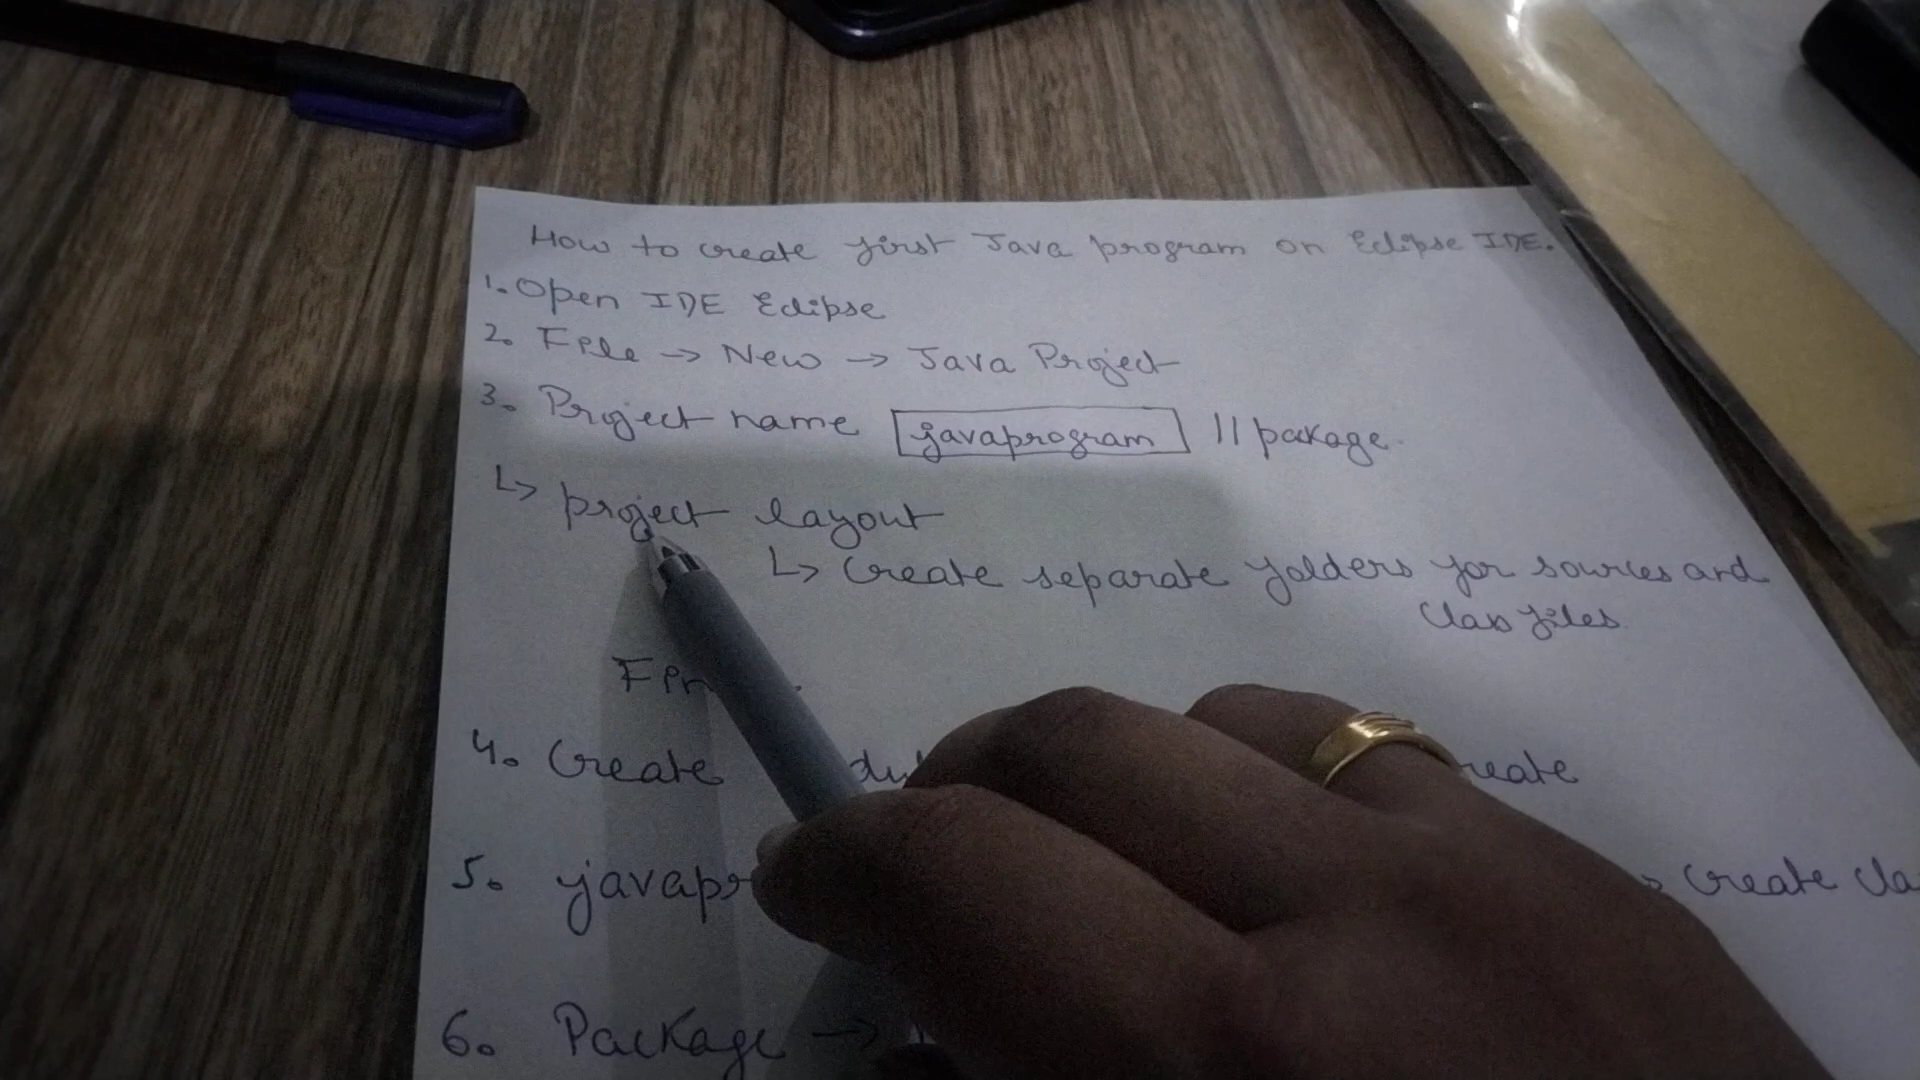 How to create first Java program on Eclipse IDE.
1. Open IDE Eclipse
2. File → New → Java Project
3. Project name javaprogram // package
↳ project layout
↳ Create separate folders for sources and
class files
4. Create
5.
→ create
6. Package →